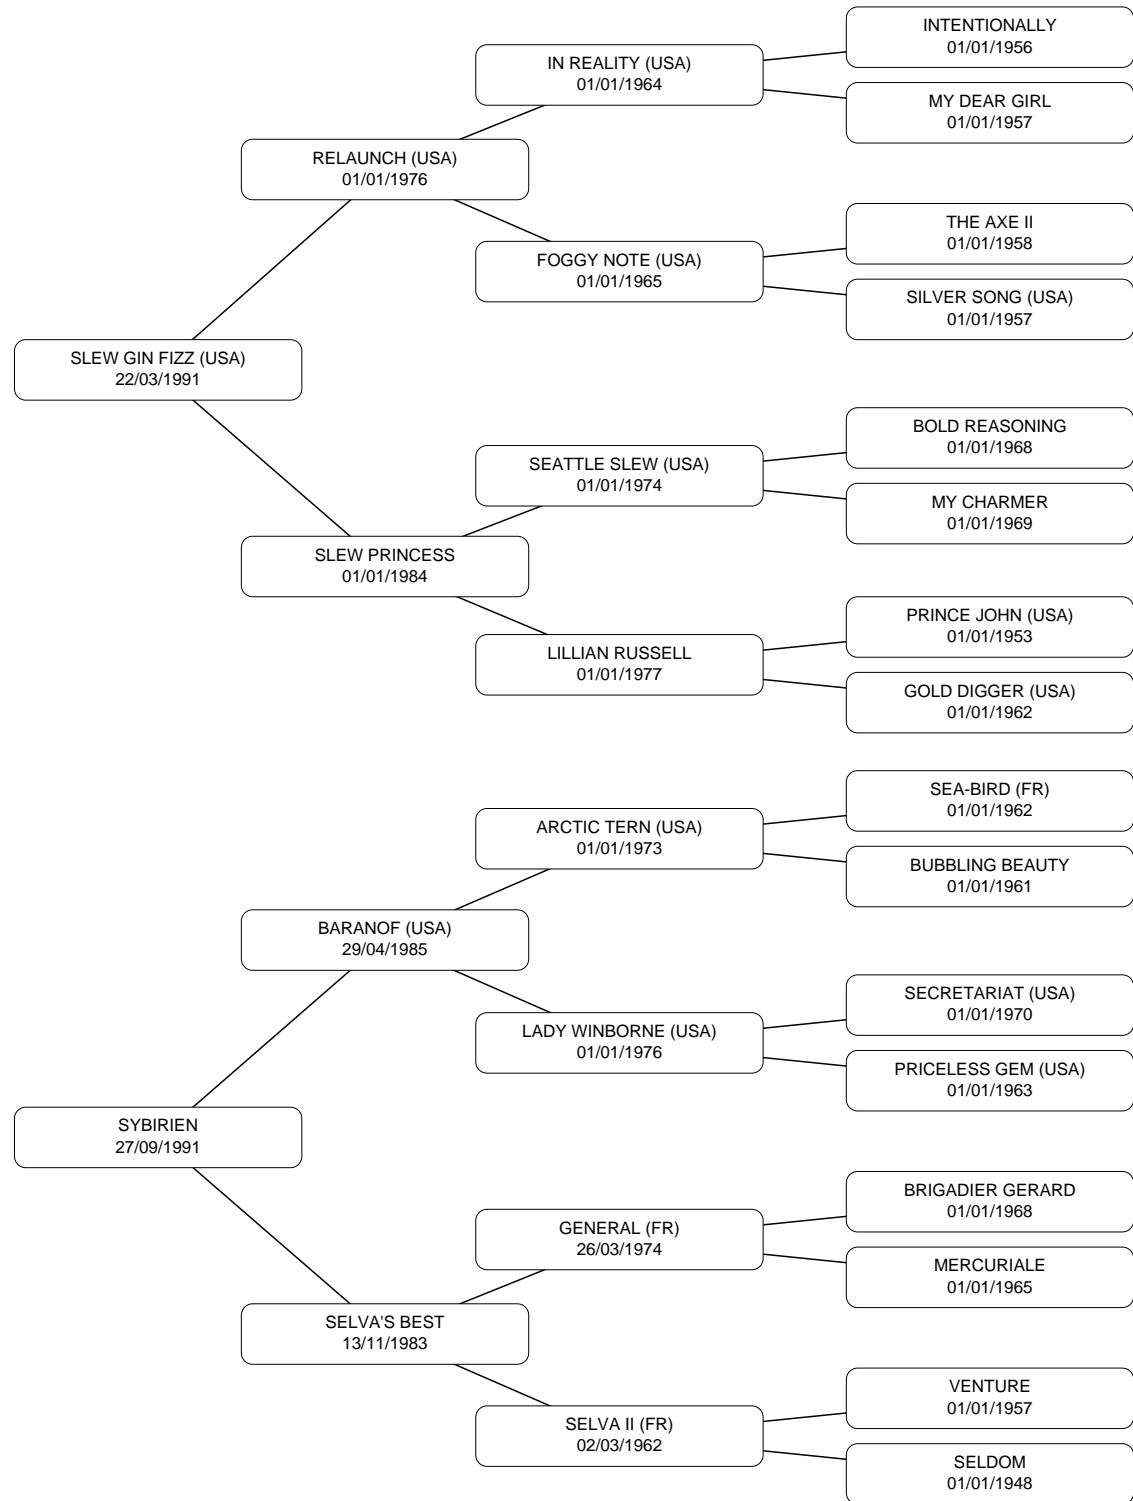 INTENTIONALLY
01/01/1956
IN REALITY (USA)
01/01/1964
MY DEAR GIRL
01/01/1957
RELAUNCH (USA)
01/01/1976
THE AXE II
01/01/1958
FOGGY NOTE (USA)
01/01/1965
SILVER SONG (USA)
01/01/1957
SLEW GIN FIZZ (USA)
22/03/1991
BOLD REASONING
01/01/1968
SEATTLE SLEW (USA)
01/01/1974
MY CHARMER
01/01/1969
SLEW PRINCESS
01/01/1984
PRINCE JOHN (USA)
01/01/1953
LILLIAN RUSSELL
01/01/1977
GOLD DIGGER (USA)
01/01/1962
SEA-BIRD (FR)
01/01/1962
ARCTIC TERN (USA)
01/01/1973
BUBBLING BEAUTY
01/01/1961
BARANOF (USA)
29/04/1985
SECRETARIAT (USA)
01/01/1970
LADY WINBORNE (USA)
01/01/1976
PRICELESS GEM (USA)
01/01/1963
SYBIRIEN
27/09/1991
BRIGADIER GERARD
01/01/1968
GENERAL (FR)
26/03/1974
MERCURIALE
01/01/1965
SELVA'S BEST
13/11/1983
VENTURE
01/01/1957
SELVA II (FR)
02/03/1962
SELDOM
01/01/1948